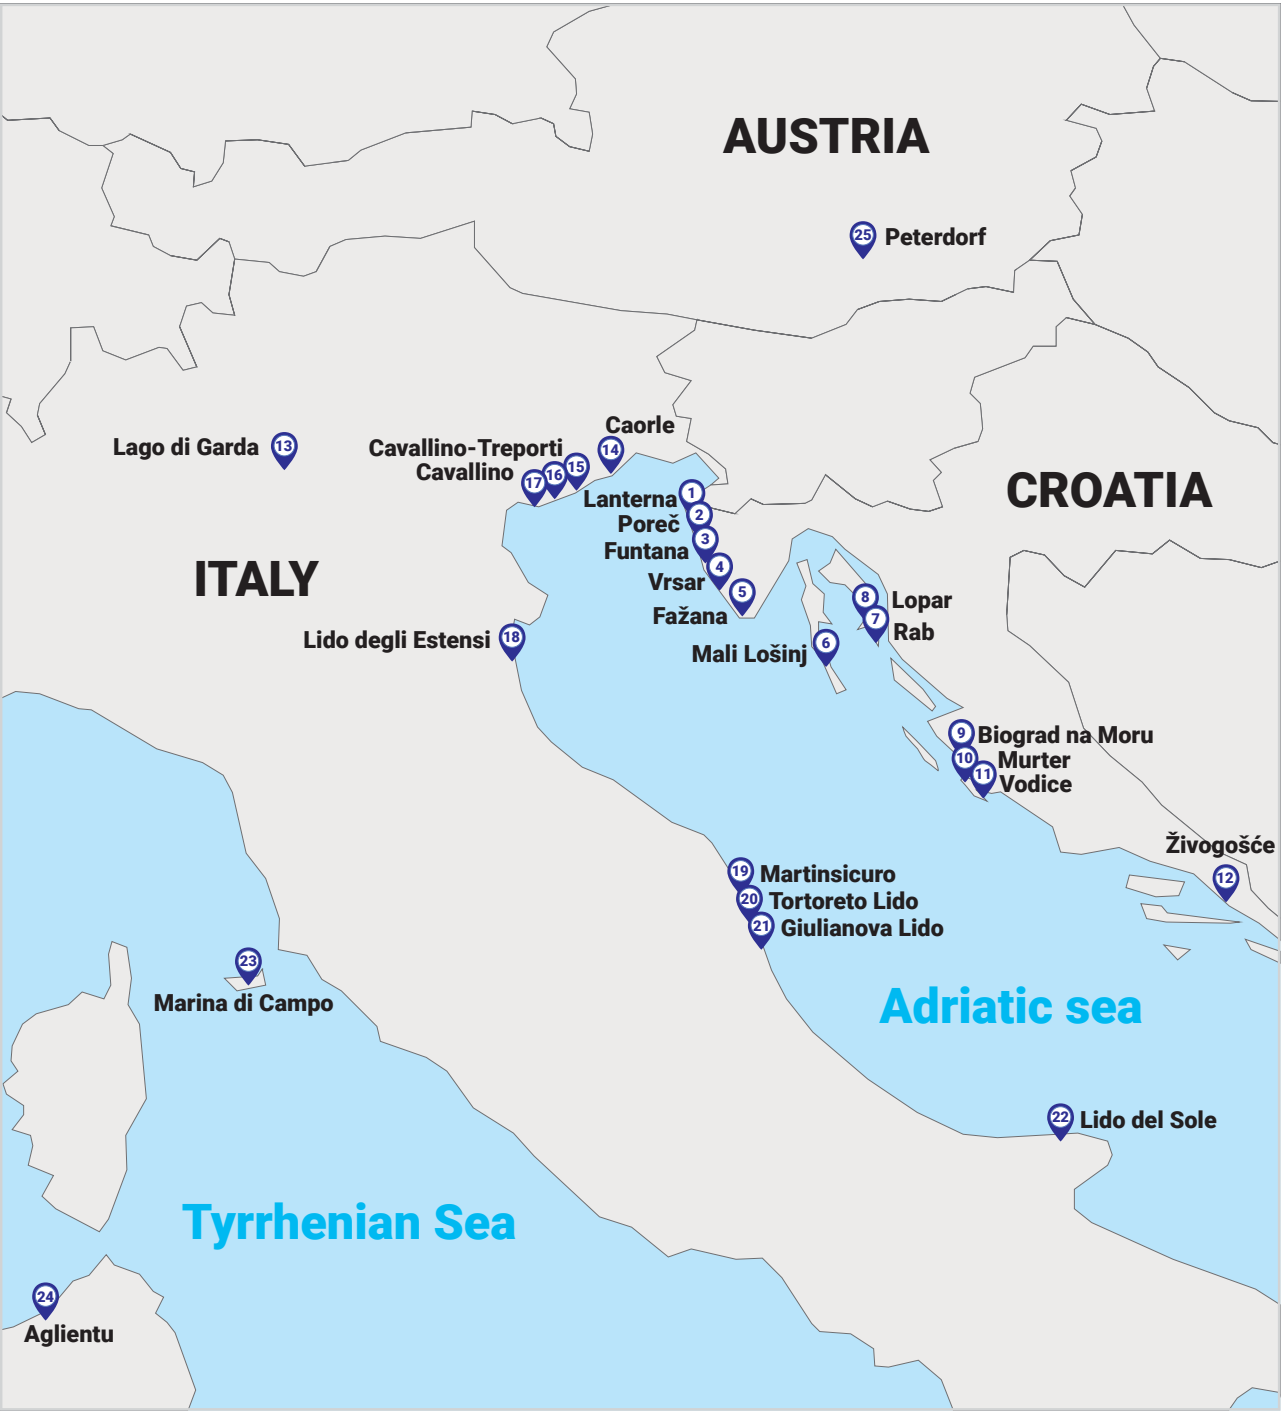 AUSTRIA
25 Peterdorf
Caorle
14
Lago di Garda 13
Cavallino-Treporti
15
Cavallino
16
17
Lanterna 1
Poreč 2
CROATIA
Funtana 3
ITALY
Vrsar 4
Fažana 5
8 Lopar
7 Rab
Lido degli Estensi 18
Mali Lošinj 6
9 Biograd na Moru
10 Murter
11 Vodice
Živogošće
12
19 Martinsicuro
20 Tortoreto Lido
21 Giulianova Lido
23
Marina di Campo
Adriatic sea
22 Lido del Sole
Tyrrhenian Sea
24
Aglientu